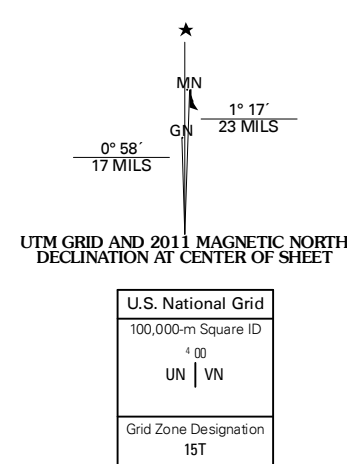 ★
MN
1° 17´
23 MILS
GN
0° 58´
17 MILS
UTM GRID AND 2011 MAGNETIC NORTH
DECLINATION AT CENTER OF SHEET
U.S. National Grid
100,000-m Square ID
4 00
UN | VN
Grid Zone Designation
15T